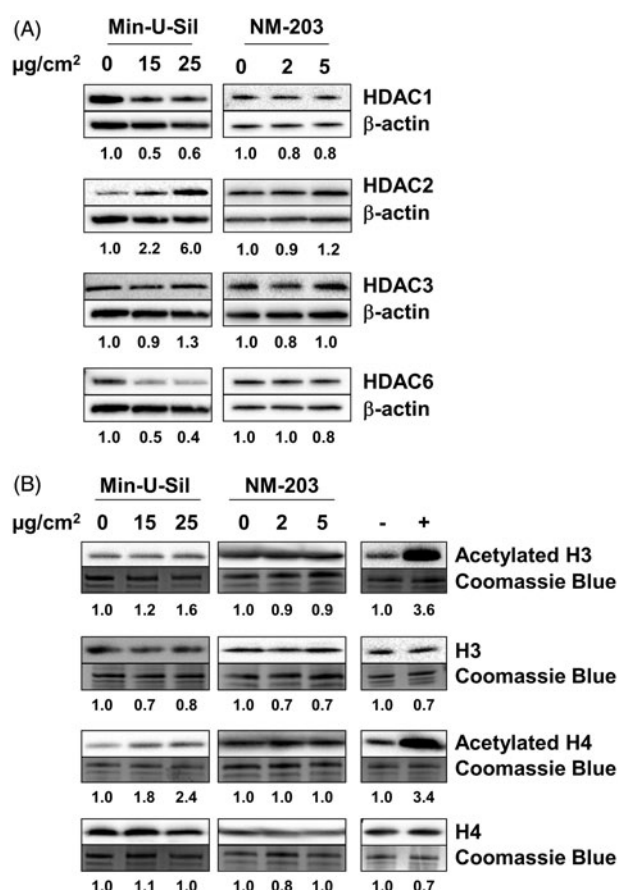 (A)
Min-U-Sil NM-203
µg/cm² 0 15 25 0 2 5
HDAC1
β-actin
1.0 0.5 0.6 1.0 0.8 0.8
HDAC2
β-actin
1.0 2.2 6.0 1.0 0.9 1.2
HDAC3
β-actin
1.0 0.9 1.3 1.0 0.8 1.0
HDAC6
β-actin
1.0 0.5 0.4 1.0 1.0 0.8
(B)
Min-U-Sil NM-203
µg/cm² 0 15 25 0 2 5 - +
Acetylated H3
Coomassie Blue
1.0 1.2 1.6 1.0 0.9 0.9 1.0 3.6
H3
Coomassie Blue
1.0 0.7 0.8 1.0 0.7 0.7 1.0 0.7
Acetylated H4
Coomassie Blue
1.0 1.8 2.4 1.0 1.0 1.0 1.0 3.4
H4
Coomassie Blue
1.0 1.1 1.0 1.0 0.8 1.0 1.0 0.7